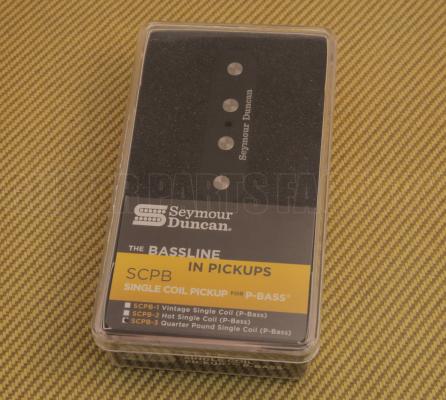 Seymour Duncan
Seymour
Duncan®
THE BASSLINE
IN PICKUPS
SCPB
SINGLE COIL PICKUP FOR P-BASS®
SCPB-1 Vintage Single Coil (P-Bass)
SCPB-2 Hot Single Coil (P-Bass)
SCPB-3 Quarter Pound Single Coil (P-Bass)